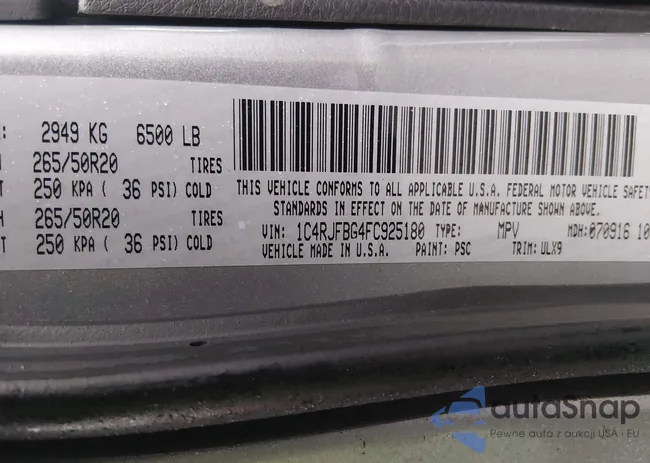 : 2949 KG 6500 LB
265/50R20 TIRES
T 250 KPA ( 36 PSI) COLD
H 265/50R20 TIRES
T 250 KPA ( 36 PSI) COLD
THIS VEHICLE CONFORMS TO ALL APPLICABLE U.S.A. FEDERAL MOTOR VEHICLE SAFETY
STANDARDS IN EFFECT ON THE DATE OF MANUFACTURE SHOWN ABOVE.
VIN: 1C4RJFBG4FC925180 TYPE: MPV MDH: 070916 10
VEHICLE MADE IN U.S.A. PAINT: PSC TRIM: ULX9
autoSnap
Pewne auta z aukcji USA - EU